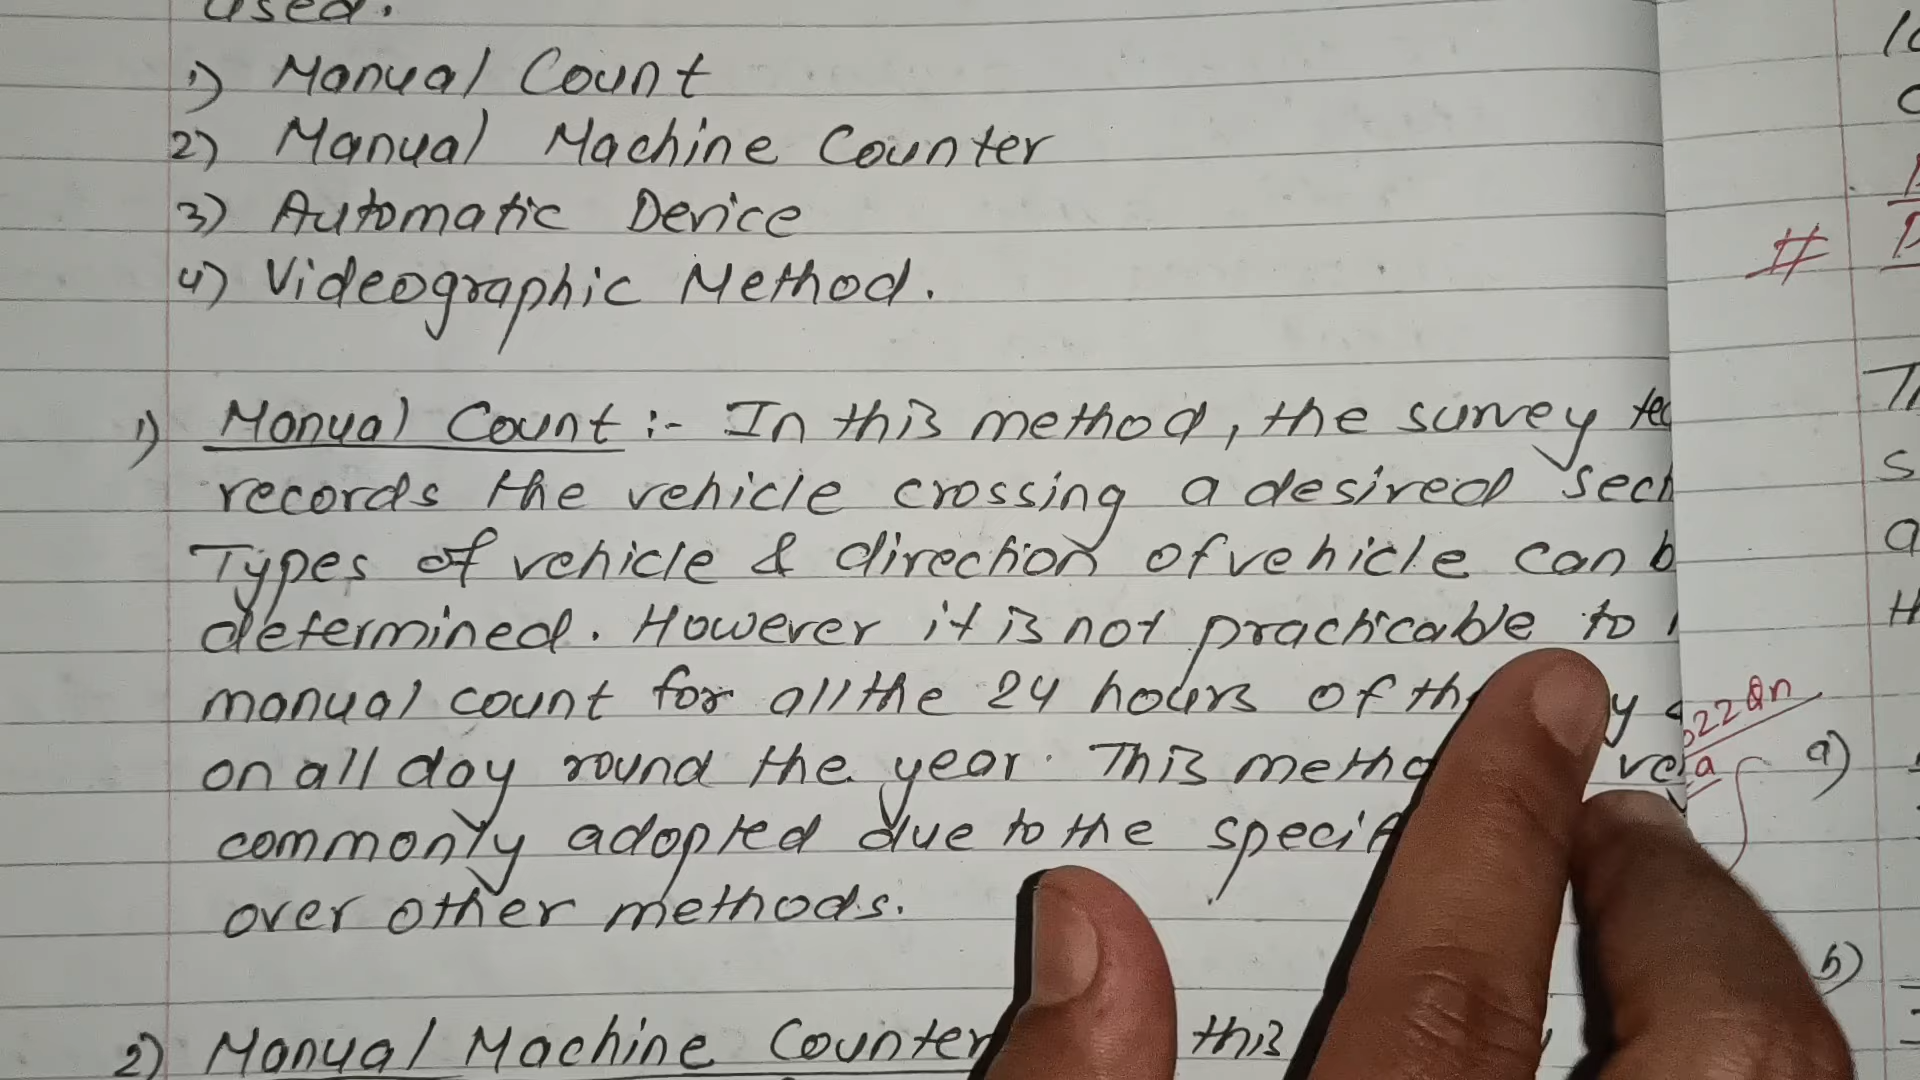 used.
1) Manual Count
2) Manual Machine Counter
3) Automatic Device
4) Videographic Method.
1) Manual Count :- In this method, the survey
records the vehicle crossing a desired
Types of vehicle & direction of vehicle can
determined. However it is not practicable to
manual count for all the 24 hours of
on all day round the year. This
commonly adopted due to the
over other methods.
2) Manual Machine Counter this
#
22 Qn
a
a)
b)